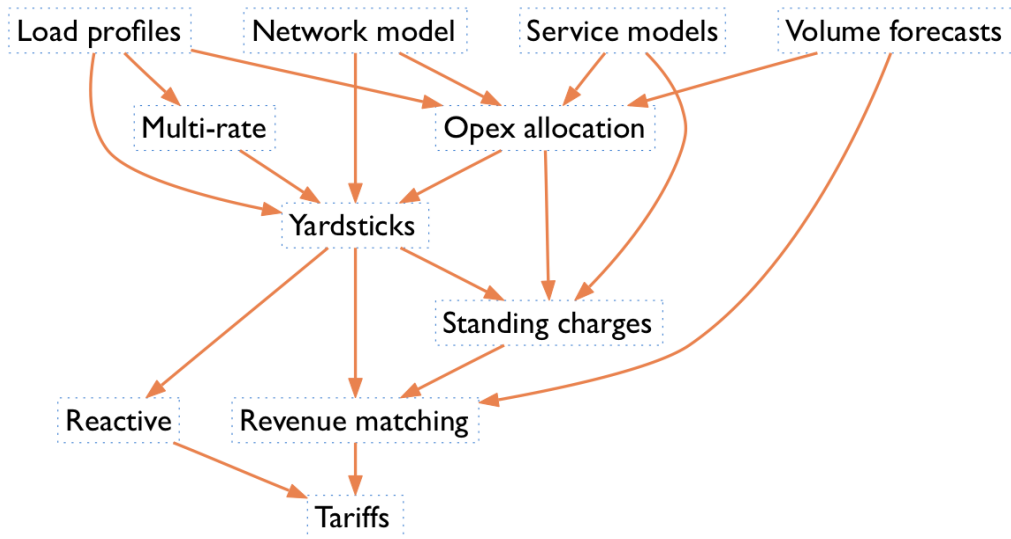 Load profiles
Network model
Service models
Volume forecasts
Multi-rate
Opex allocation
Yardsticks
Standing charges
Reactive
Revenue matching
Tariffs